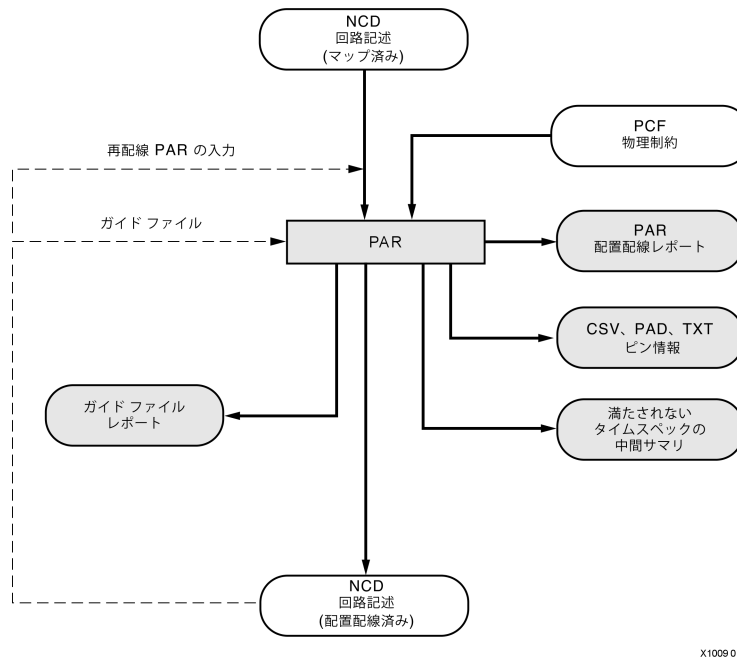 NCD
回路記述
(マップ済み)
PCF
物理制約
再配線 PAR の入力
ガイド ファイル
PAR
PAR
配置配線レポート
CSV、PAD、TXT
ピン情報
ガイド ファイル
レポート
満たされない
タイムスペックの
中間サマリ
NCD
回路記述
(配置配線済み)
X1009 0